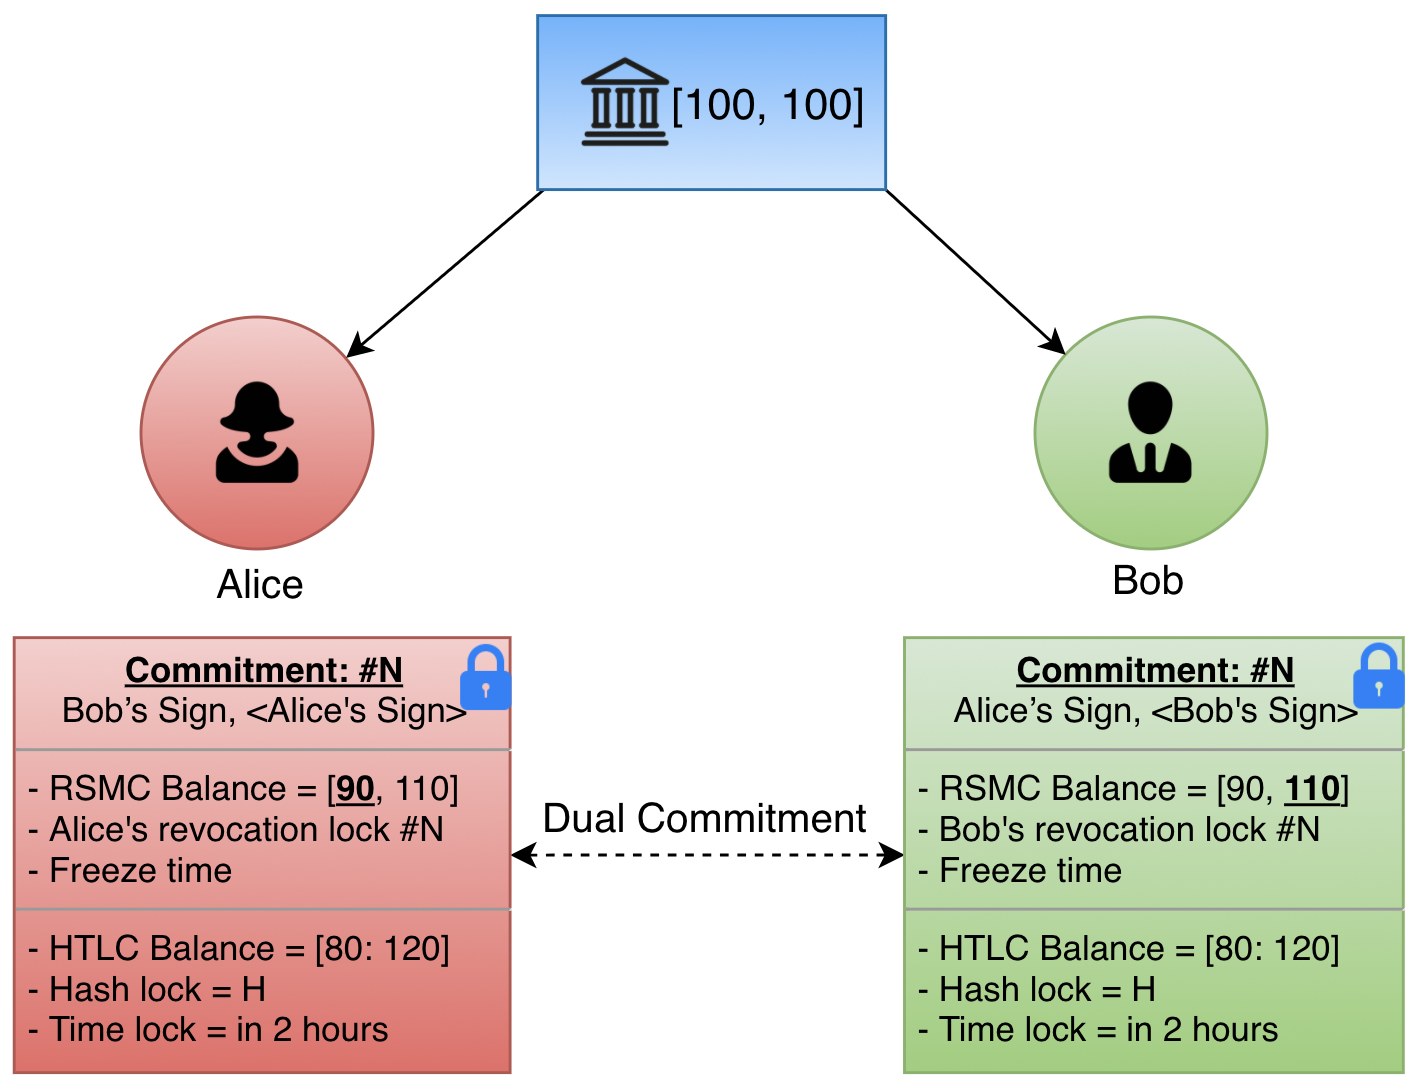 [100, 100]
Alice
Bob
Commitment: #N
Bob’s Sign, <Alice's Sign>
- RSMC Balance = [90, 110]
- Alice's revocation lock #N
- Freeze time
- HTLC Balance = [80: 120]
- Hash lock = H
- Time lock = in 2 hours
Dual Commitment
Commitment: #N
Alice’s Sign, <Bob's Sign>
- RSMC Balance = [90, 110]
- Bob's revocation lock #N
- Freeze time
- HTLC Balance = [80: 120]
- Hash lock = H
- Time lock = in 2 hours